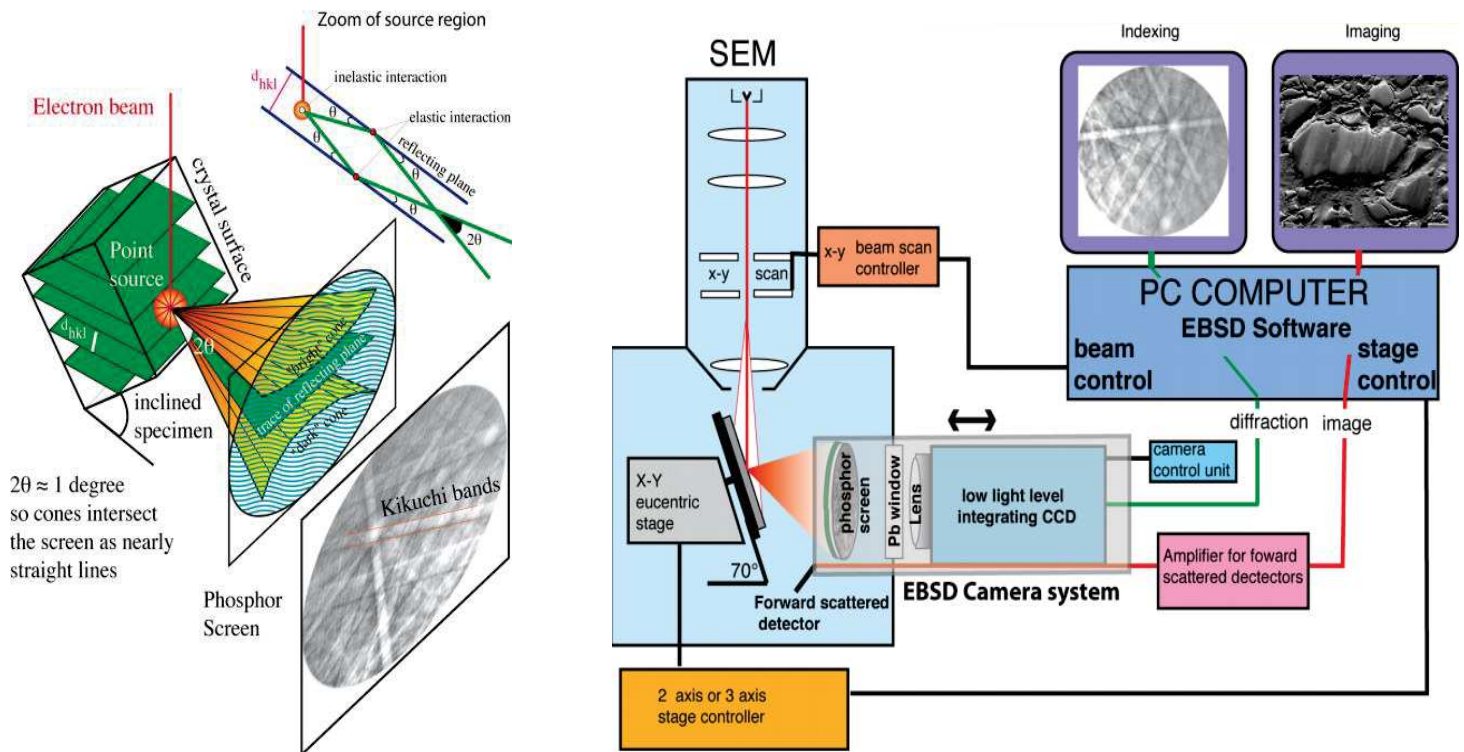 Zoom of source region
d
hkl
inelastic interaction
Electron beam
θ
θ
elastic interaction
reflecting plane
θ
θ
θ
2θ
crystal surface
Point
source
d
hkl
2θ
"bright" cone
trace of reflecting plane
"dark" cone
inclined
specimen
2θ ≈ 1 degree
so cones intersect
the screen as nearly
straight lines
Kikuchi bands
Phosphor
Screen
SEM
x-y
scan
x-y beam scan
controller
Indexing
Imaging
PC COMPUTER
EBSD Software
beam
control
stage
control
diffraction
image
camera
control unit
X-Y
eucentric
stage
70°
phosphor
screen
Pb window
Lens
low light level
integrating CCD
EBSD Camera system
Forward scattered
detector
Amplifier for foward
scattered dectectors
2 axis or 3 axis
stage controller